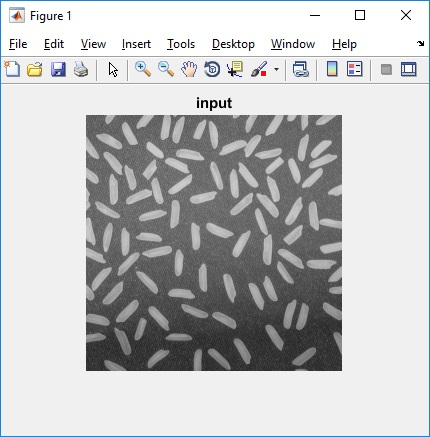 Figure 1
File Edit View Insert Tools Desktop Window Help
input